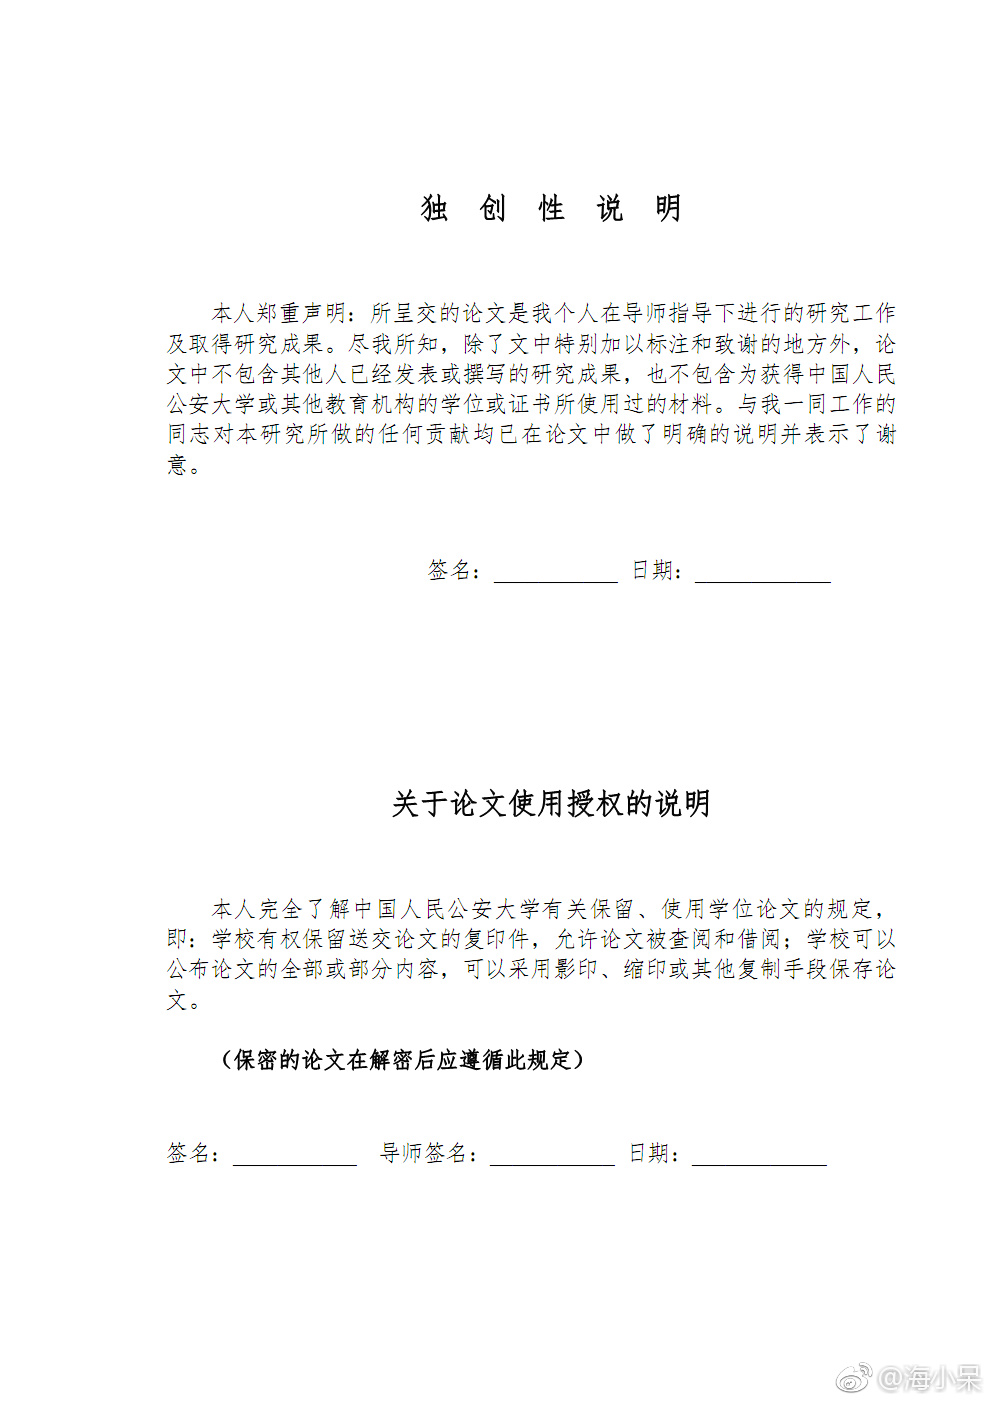 独 创 性 说 明
本人郑重声明：所呈交的论文是我个人在导师指导下进行的研究工作
及取得研究成果。尽我所知，除了文中特别加以标注和致谢的地方外，论
文中不包含其他人已经发表或撰写的研究成果，也不包含为获得中国人民
公安大学或其他教育机构的学位或证书所使用过的材料。与我一同工作的
同志对本研究所做的任何贡献均已在论文中做了明确的说明并表示了谢
意。
签名：__________ 日期：___________
关于论文使用授权的说明
本人完全了解中国人民公安大学有关保留、使用学位论文的规定，
即：学校有权保留送交论文的复印件，允许论文被查阅和借阅；学校可以
公布论文的全部或部分内容，可以采用影印、缩印或其他复制手段保存论
文。
（保密的论文在解密后应遵循此规定）
签名：__________ 导师签名：__________ 日期：___________
@海小呆